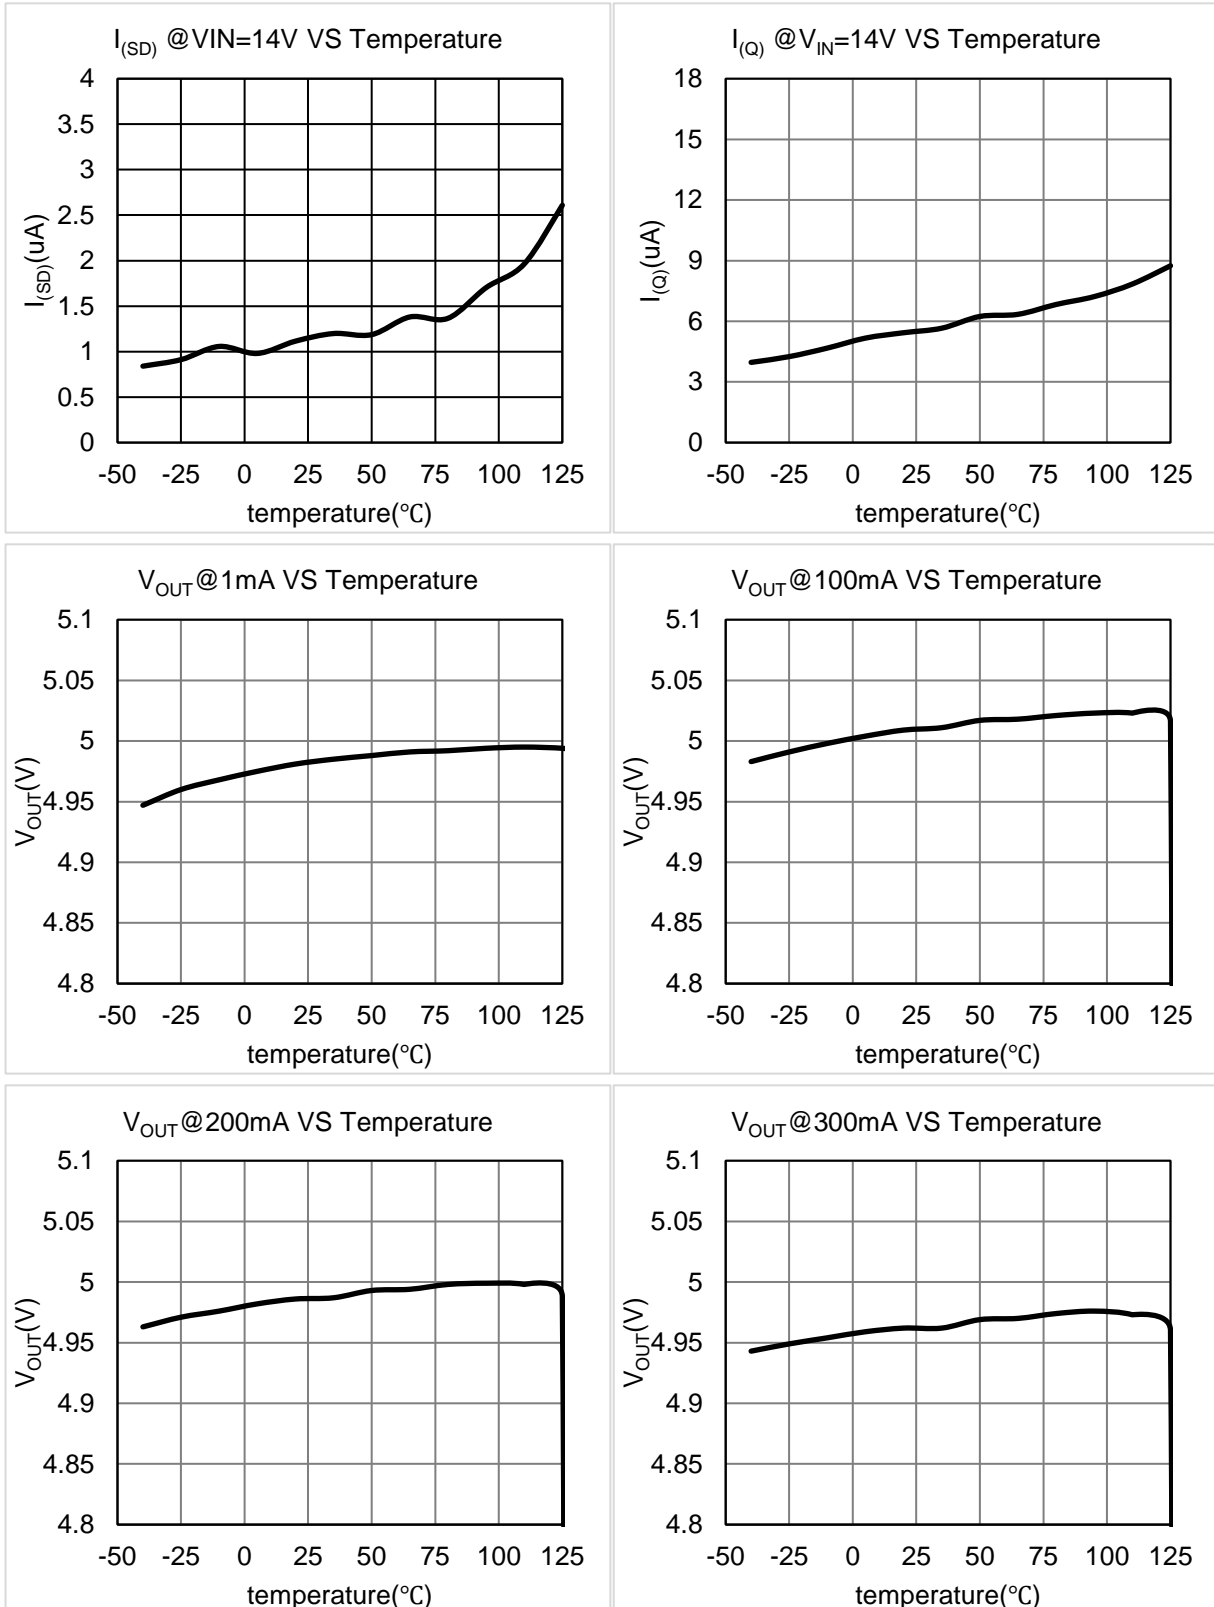 I(SD) @VIN=14V VS Temperature
4
3.5
3
2.5
2
1.5
1
0.5
0
I(SD)(uA)
-50 -25 0 25 50 75 100 125
temperature(℃)
I(Q) @VIN=14V VS Temperature
18
15
12
9
6
3
0
I(Q)(uA)
-50 -25 0 25 50 75 100 125
temperature(℃)
VOUT@1mA VS Temperature
5.1
5.05
5
4.95
4.9
4.85
4.8
VOUT(V)
-50 -25 0 25 50 75 100 125
temperature(℃)
VOUT@100mA VS Temperature
5.1
5.05
5
4.95
4.9
4.85
4.8
VOUT(V)
-50 -25 0 25 50 75 100 125
temperature(℃)
VOUT@200mA VS Temperature
5.1
5.05
5
4.95
4.9
4.85
4.8
VOUT(V)
-50 -25 0 25 50 75 100 125
temperature(℃)
VOUT@300mA VS Temperature
5.1
5.05
5
4.95
4.9
4.85
4.8
VOUT(V)
-50 -25 0 25 50 75 100 125
temperature(℃)